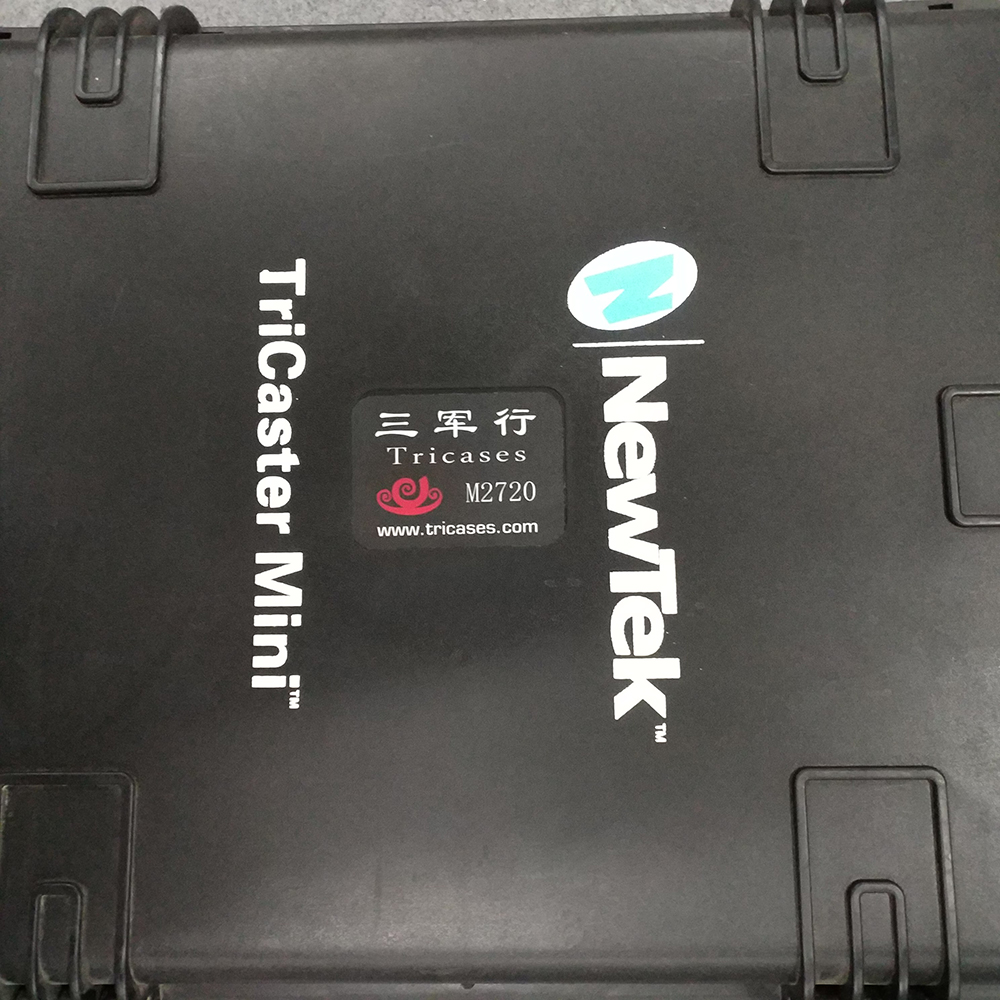 NewTek™
TriCaster Mini™
三军行
Tricases
M2720
www.tricases.com